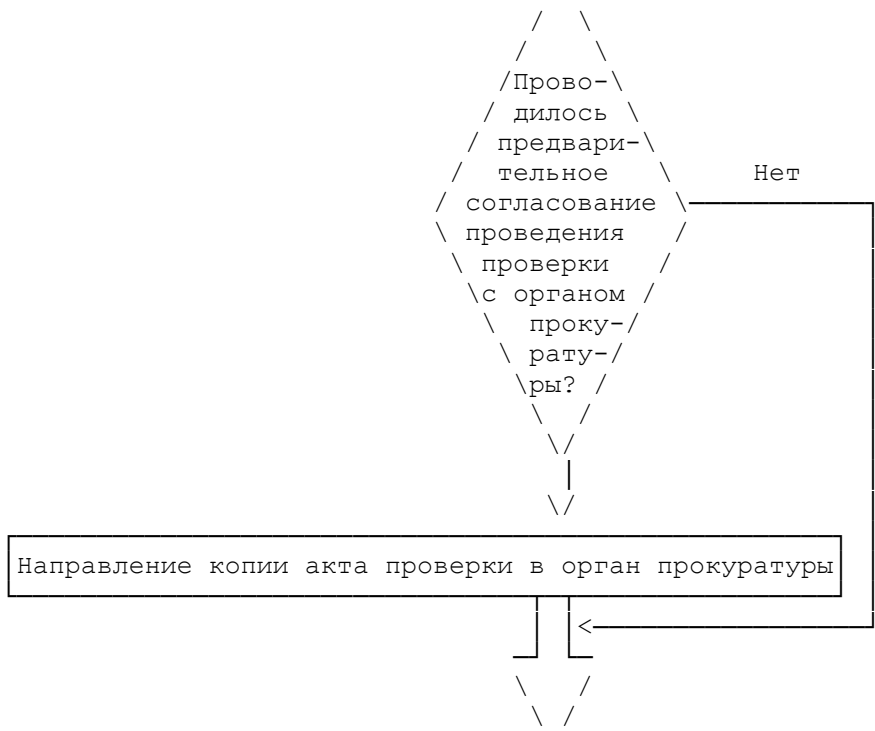 Прово-
дилось
предвари-
тельное
Нет
согласование
проведения
проверки
с органом
проку-
рату-
ры?
Направление копии акта проверки в орган прокуратуры